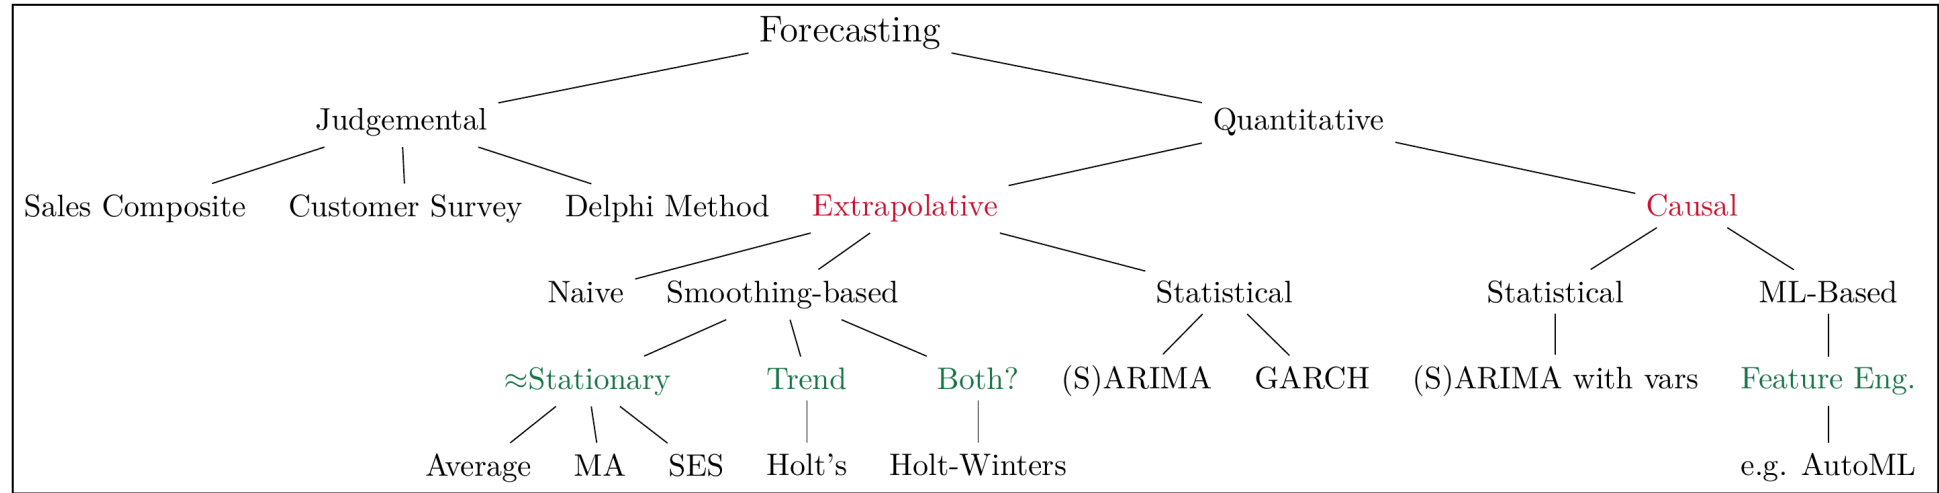 Forecasting
Judgemental Quantitative
Sales Composite Customer Survey Delphi Method Extrapolative Causal
Naive Smoothing-based Statistical Statistical ML-Based
≈Stationary Trend Both? (S)ARIMA GARCH (S)ARIMA with vars Feature Eng.
Average MA SES Holt's Holt-Winters e.g. AutoML